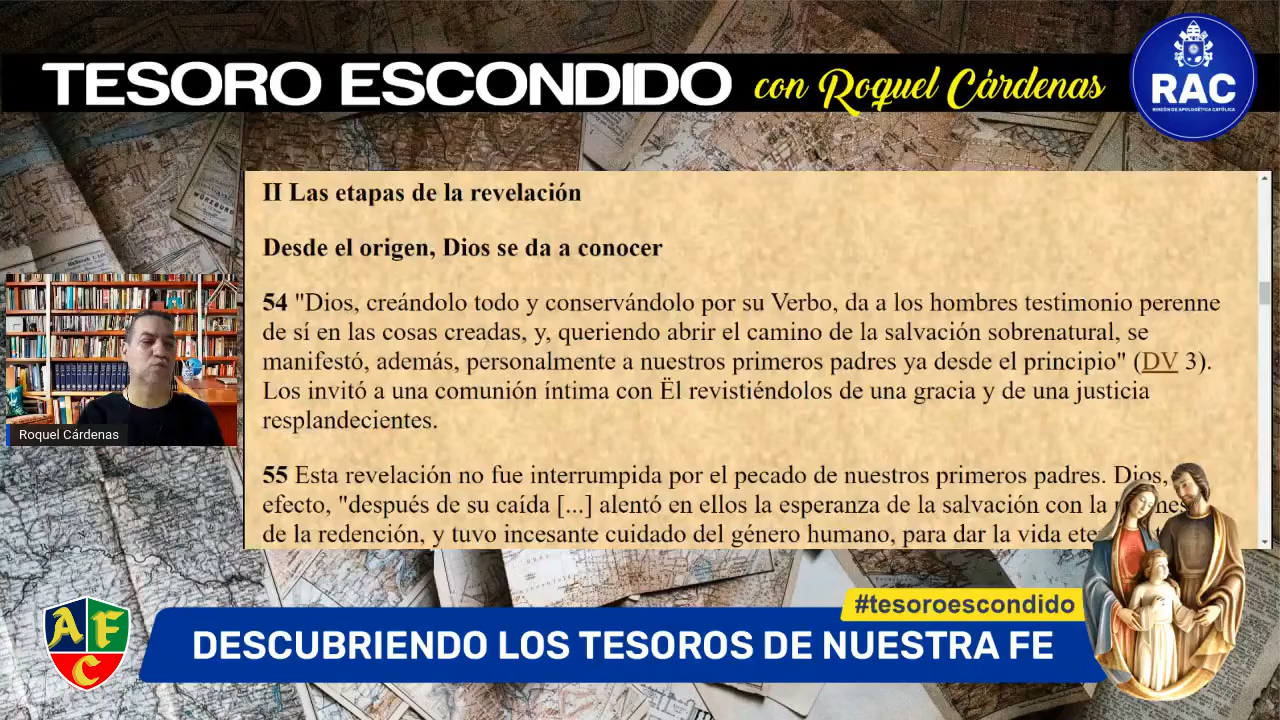 TESORO ESCONDIDO con Roquel Cárdenas
RAC
RINCÓN DE APOLOGÉTICA CATÓLICA
II Las etapas de la revelación
Desde el origen, Dios se da a conocer
54 "Dios, creándolo todo y conservándolo por su Verbo, da a los hombres testimonio perenne
de sí en las cosas creadas, y, queriendo abrir el camino de la salvación sobrenatural, se
manifestó, además, personalmente a nuestros primeros padres ya desde el principio" (DV 3).
Los invitó a una comunión íntima con Ël revistiéndolos de una gracia y de una justicia
resplandecientes.
55 Esta revelación no fue interrumpida por el pecado de nuestros primeros padres. Dios,
efecto, "después de su caída [...] alentó en ellos la esperanza de la salvación con la
de la redención, y tuvo incesante cuidado del género humano, para dar la vida
Roquel Cárdenas
#tesoroescondido
AFC
DESCUBRIENDO LOS TESOROS DE NUESTRA FE